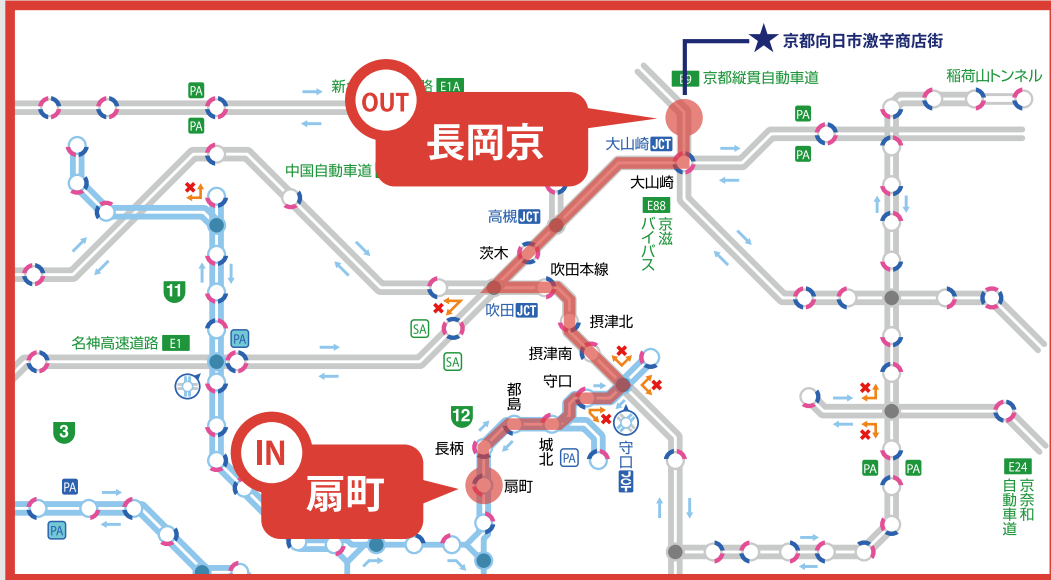 京都向日市激辛商店街
E9 京都縦貫自動車道
稲荷山トンネル
新
路 E1A
PA
PA
OUT
長岡京
PA
PA
大山崎JCT
大山崎
E88
京滋
バイパス
中国自動車道
高槻JCT
茨木
吹田本線
吹田JCT
11
PA
SA
SA
名神高速道路 E1
摂津北
摂津南
守口
都島
12
城北
PA
守口JCT
3
長柄
IN
扇町
扇町
PA
PA
PA
PA
E24
京奈和
自動車道